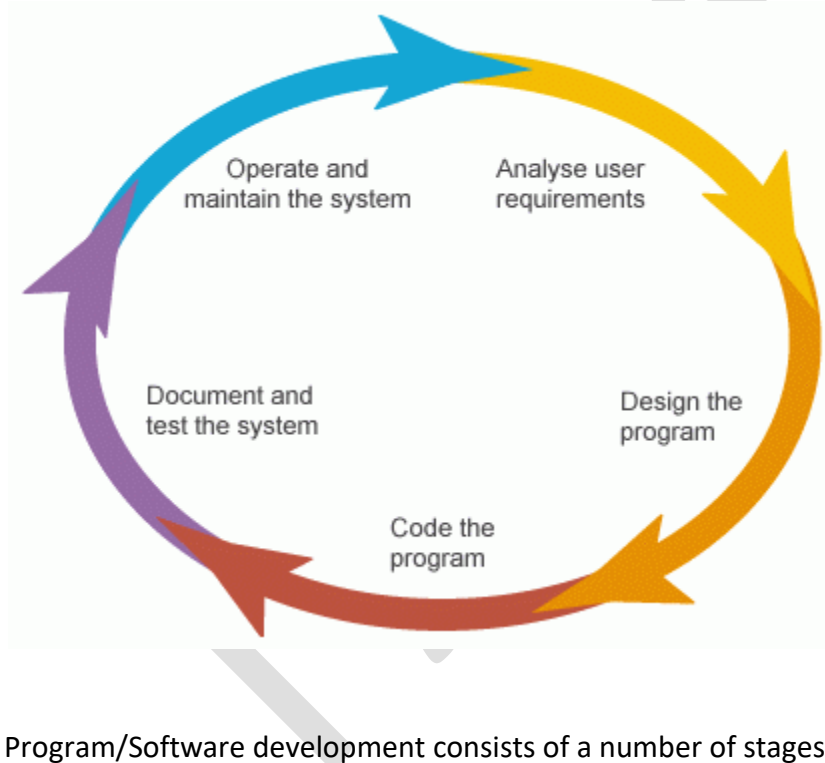 Operate and
maintain the system
Analyse user
requirements
Design the
program
Code the
program
Document and
test the system
Program/Software development consists of a number of stages